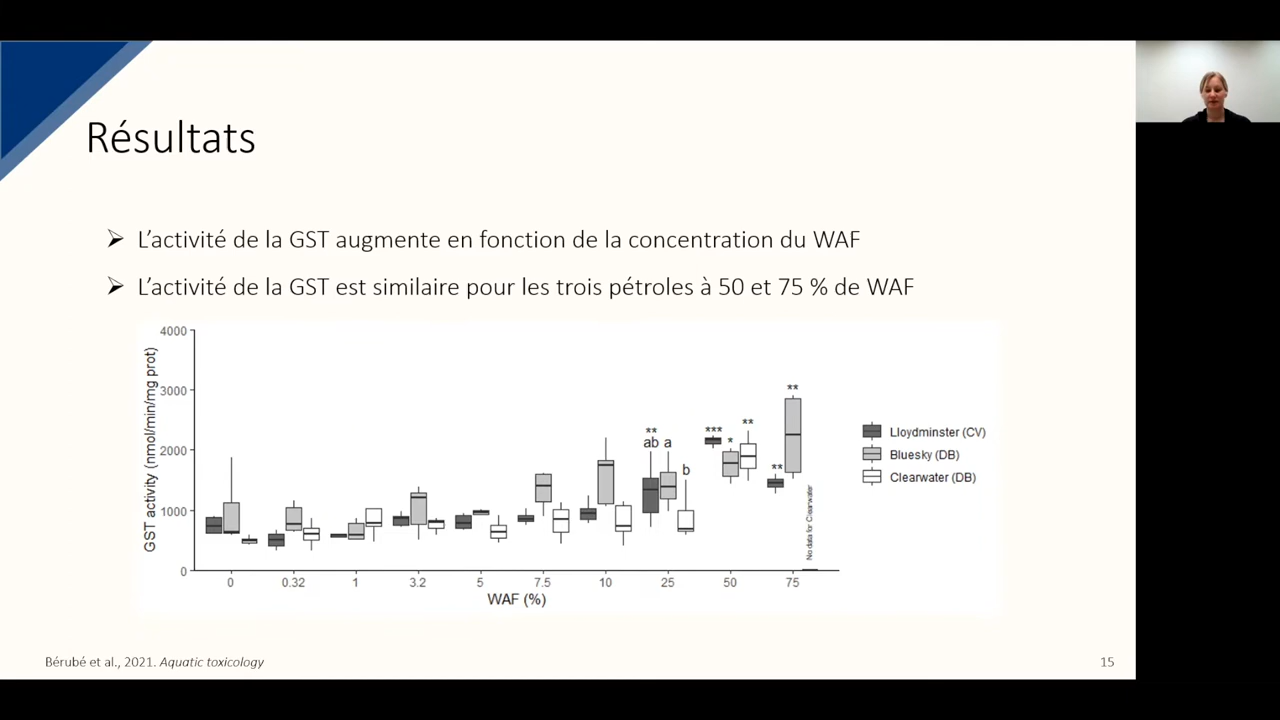 Résultats
L'activité de la GST augmente en fonction de la concentration du WAF
L'activité de la GST est similaire pour les trois pétroles à 50 et 75 % de WAF
GST activity (nmol/min/mg prot)
4000
3000
2000
1000
0
** 
ab a
b
***
*
**
**
**
No data for Clearwater
0 0.32 1 3.2 5 7.5 10 25 50 75
WAF (%)
Lloydminster (CV)
Bluesky (DB)
Clearwater (DB)
Bérubé et al., 2021. Aquatic toxicology
15